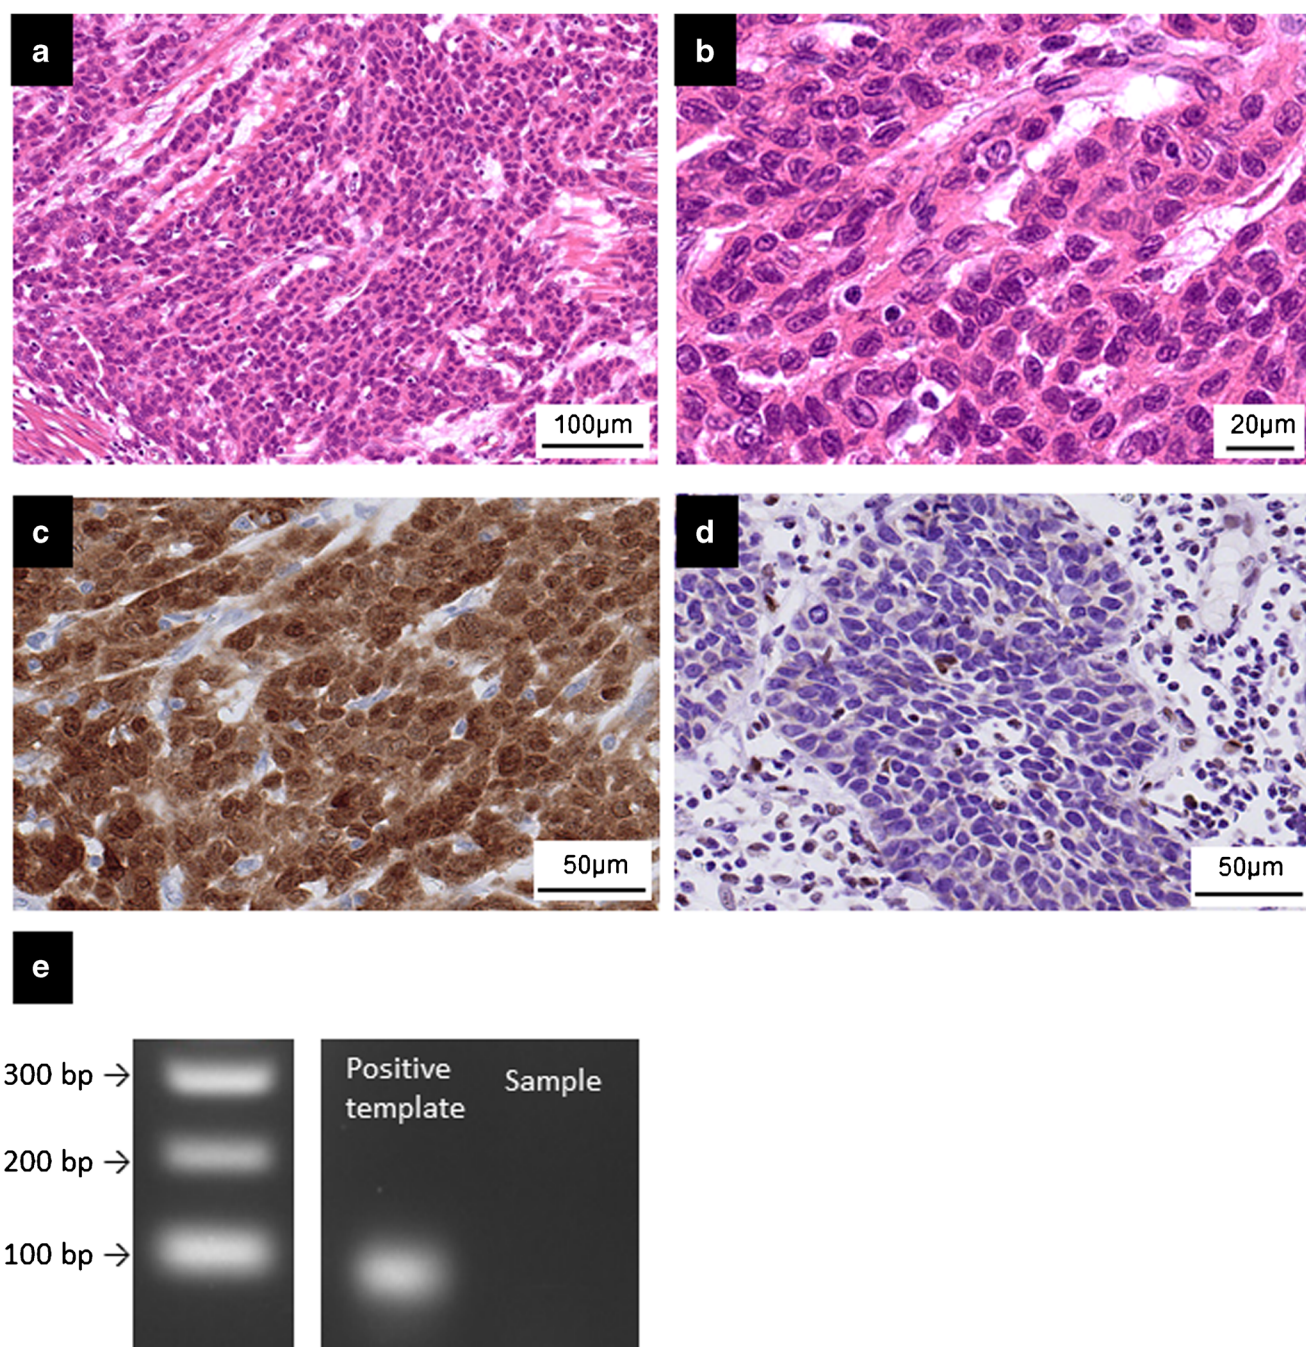 a
b
100µm
20µm
c
d
50µm
50µm
e
300 bp →
200 bp →
100 bp →
Positive
template
Sample